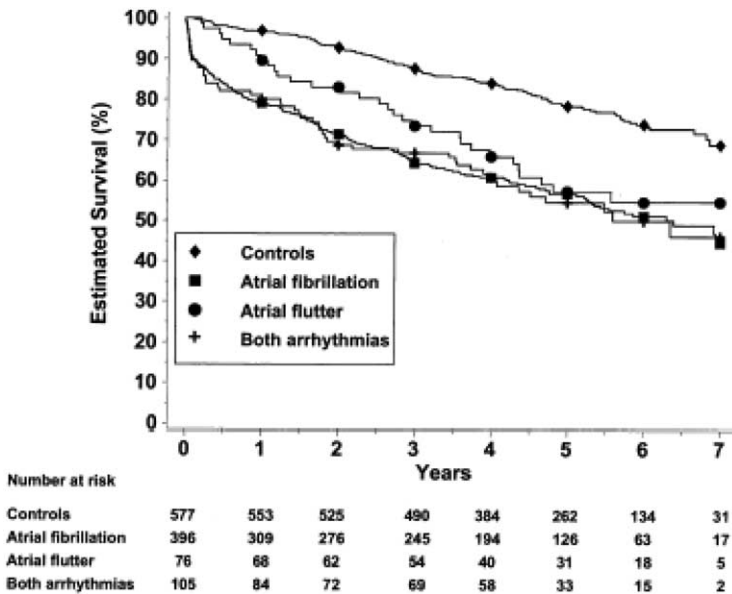 Estimated Survival (%)
100
90
80
70
60
50
40
30
20
10
0
Controls
Atrial fibrillation
Atrial flutter
Both arrhythmias
0 1 2 3 4 5 6 7
Years
Number at risk
Controls 577 553 525 490 384 262 134 31
Atrial fibrillation 396 309 276 245 194 126 63 17
Atrial flutter 76 68 62 54 40 31 18 5
Both arrhythmias 105 84 72 69 58 33 15 2